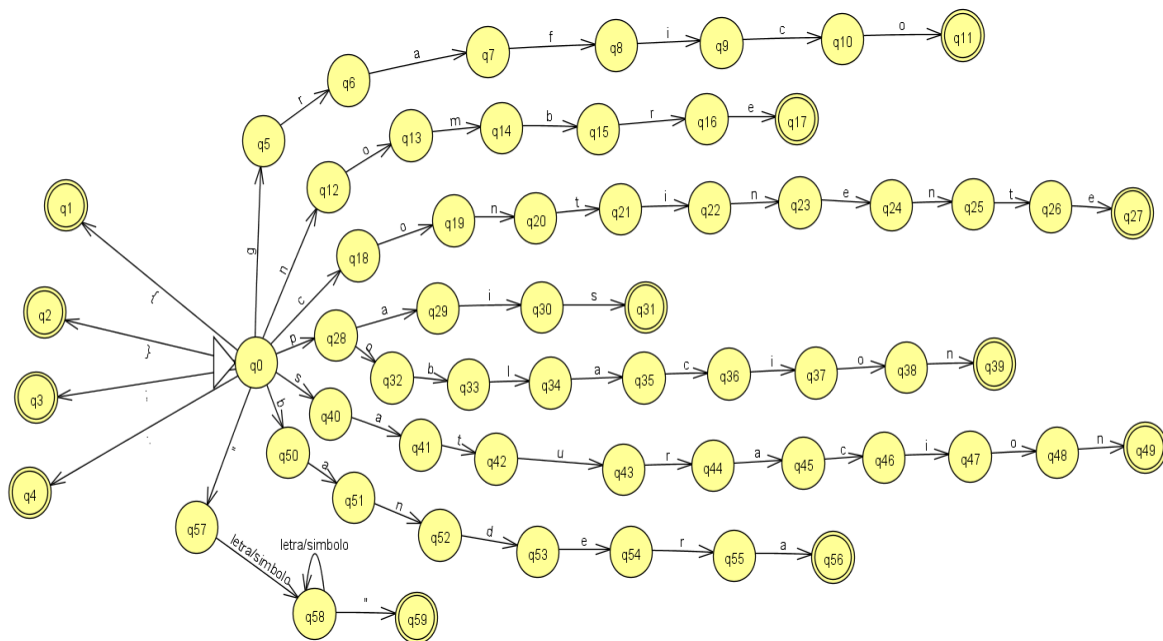 q5 r q6 a q7 f q8 i q9 c q10 o q11
q12 o q13 m q14 b q15 r q16 e q17
q18 o q19 n q20 t q21 i q22 n q23 e q24 n q25 t q26 e q27
q28 a q29 i q30 s q31
o q32 b q33 l q34 a q35 c q36 i q37 o q38 n q39
q40 a q41 t q42 u q43 r q44 a q45 c q46 i q47 o q48 n q49
q50 a q51 n q52 d q53 e q54 r q55 a q56
q57 letra/simbolo q58 " q59
letra/simbolo
q0
g
n
c
p
s
b
"
{ q1
} q2
; q3
: q4